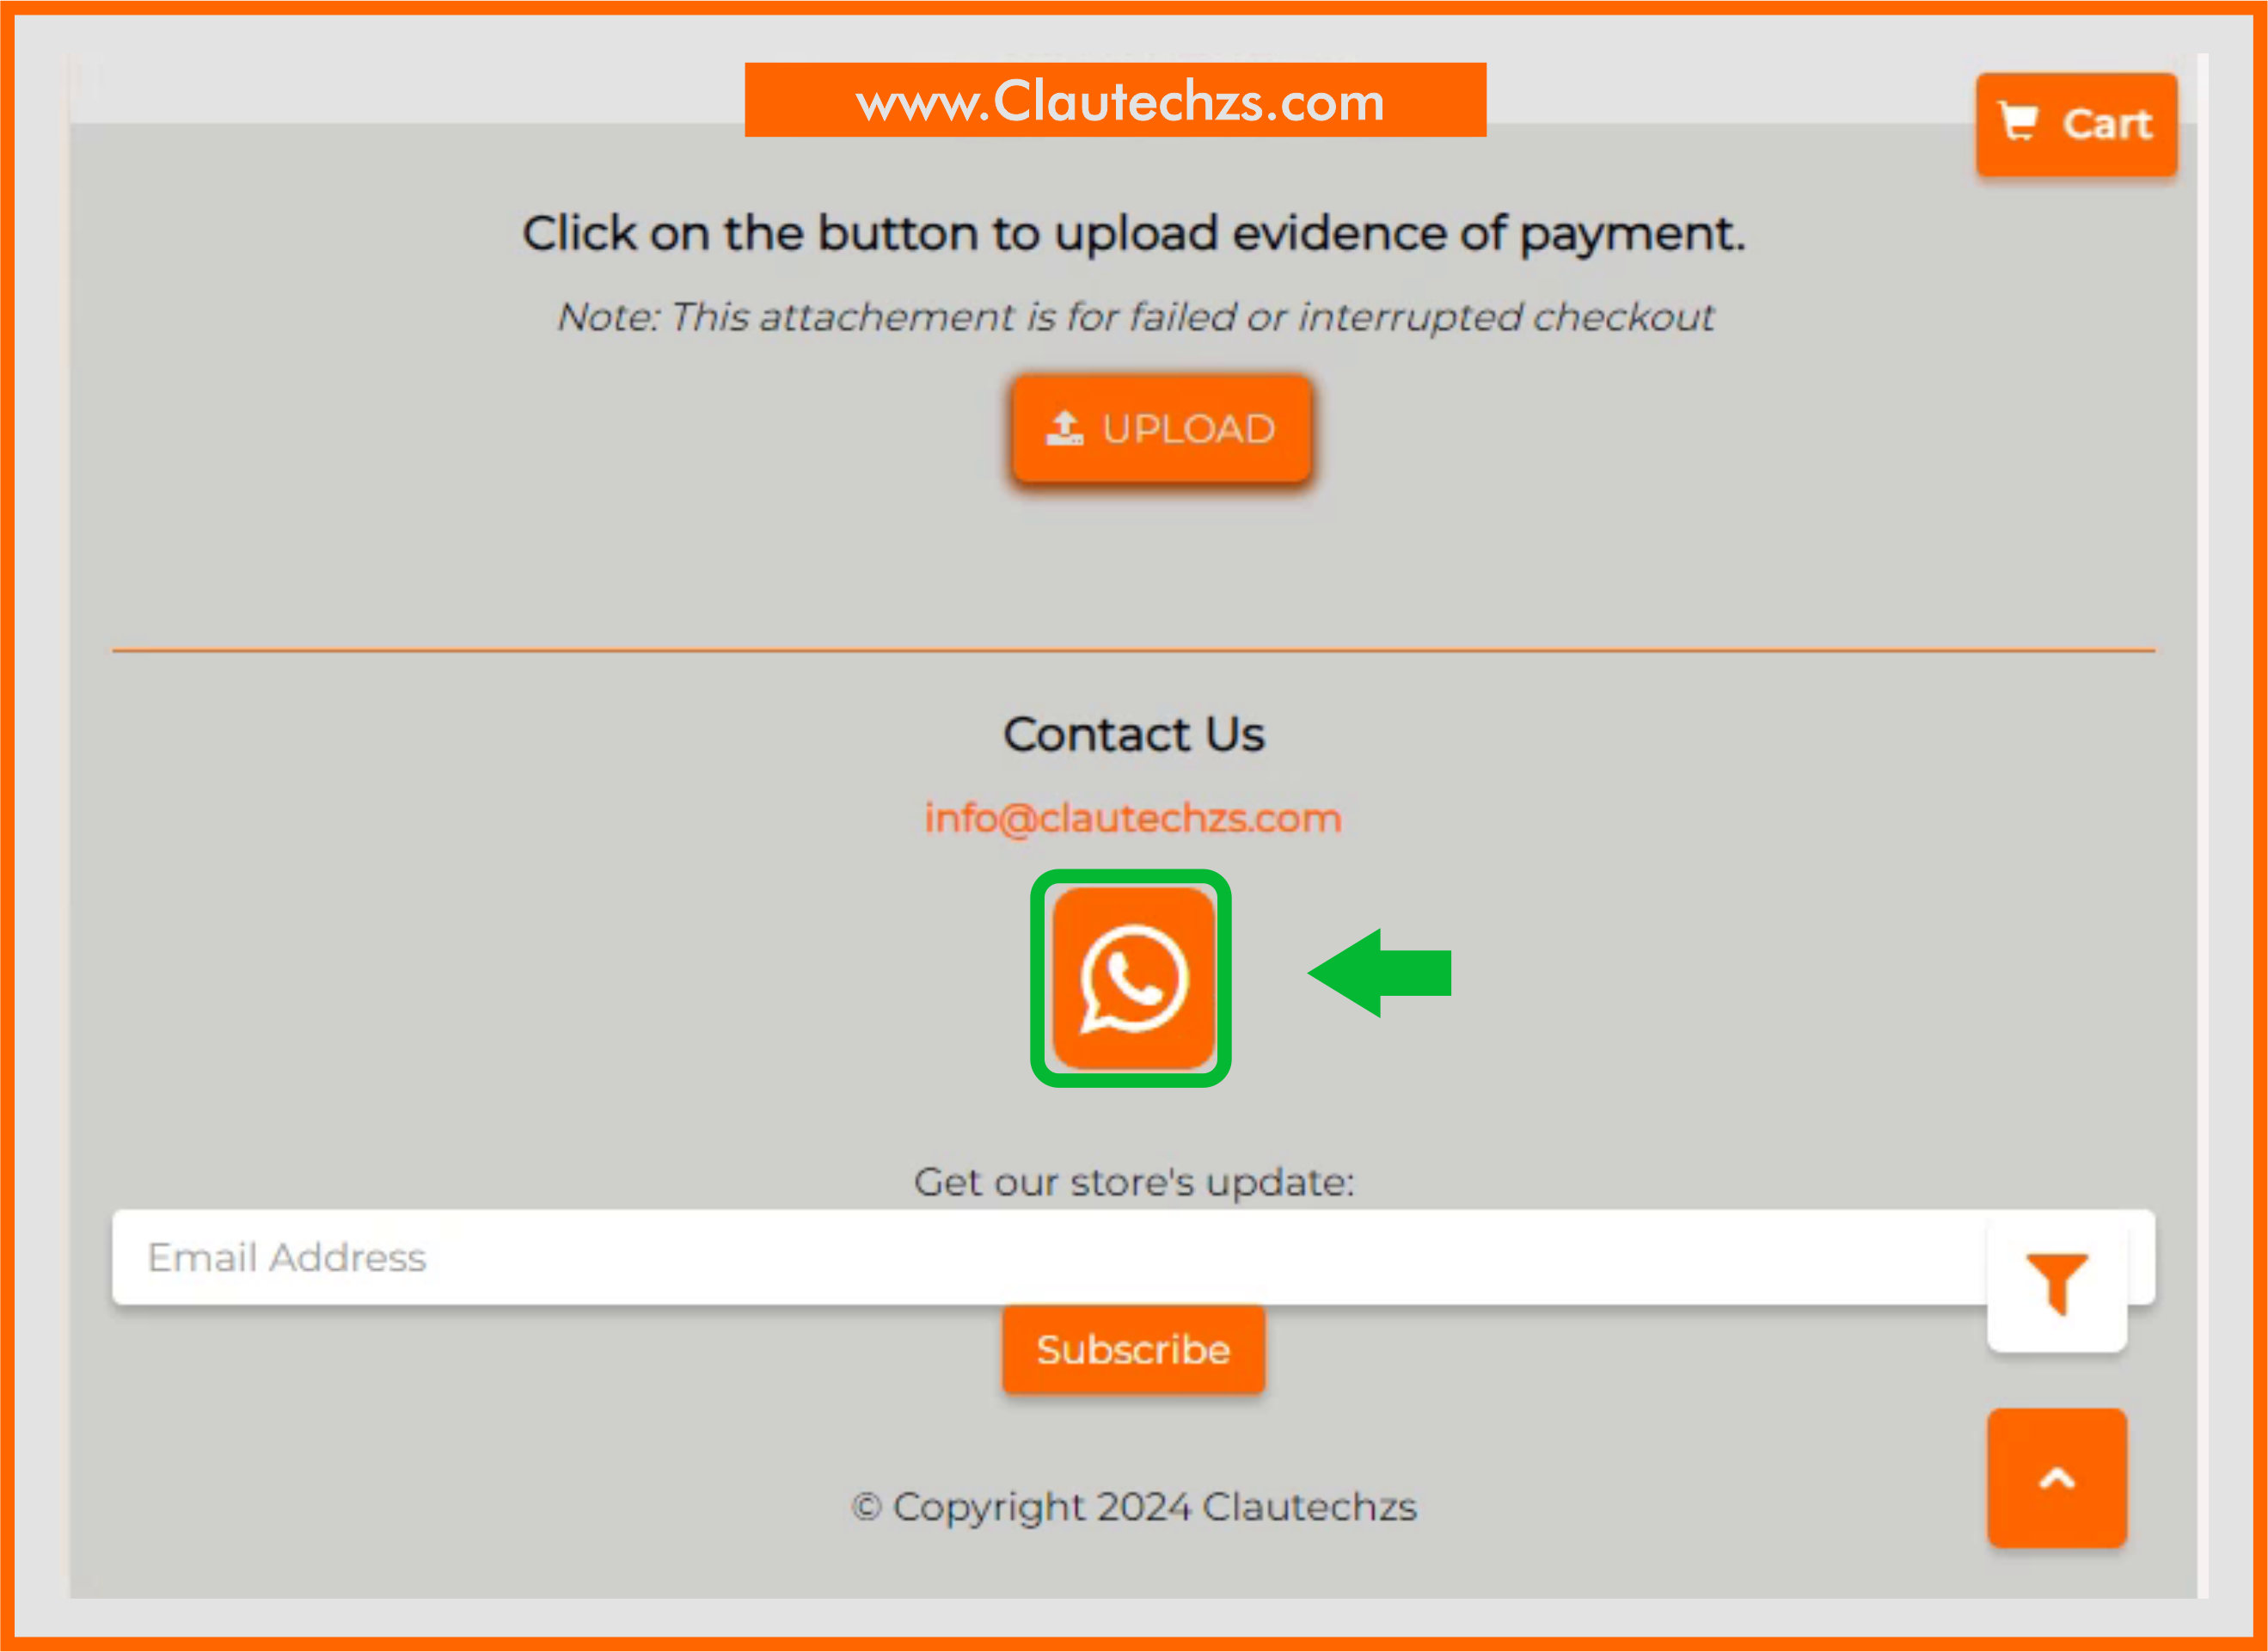 www.Clautechzs.com
Cart
Click on the button to upload evidence of payment.
Note: This attachement is for failed or interrupted checkout
UPLOAD
Contact Us
info@clautechzs.com
Get our store's update:
Email Address
Subscribe
© Copyright 2024 Clautechzs